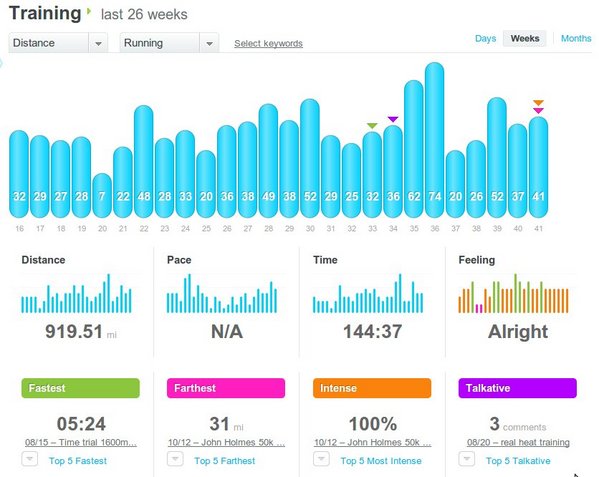 Training last 26 weeks
Distance Running Select keywords Days Weeks Months
32 29 27 28 7 22 48 28 33 20 36 38 49 38 52 29 25 32 36 62 74 20 26 52 37 41
16 17 18 19 20 21 22 23 24 25 26 27 28 29 30 31 32 33 34 35 36 37 38 39 40 41
Distance Pace Time Feeling
919.51 mi N/A 144:37 Alright
Fastest Farthest Intense Talkative
05:24 31 mi 100% 3 comments
08/15 – Time trial 1600m... 10/12 – John Holmes 50k ... 10/12 – John Holmes 50k ... 08/20 – real heat training
Top 5 Fastest Top 5 Farthest Top 5 Most Intense Top 5 Talkative